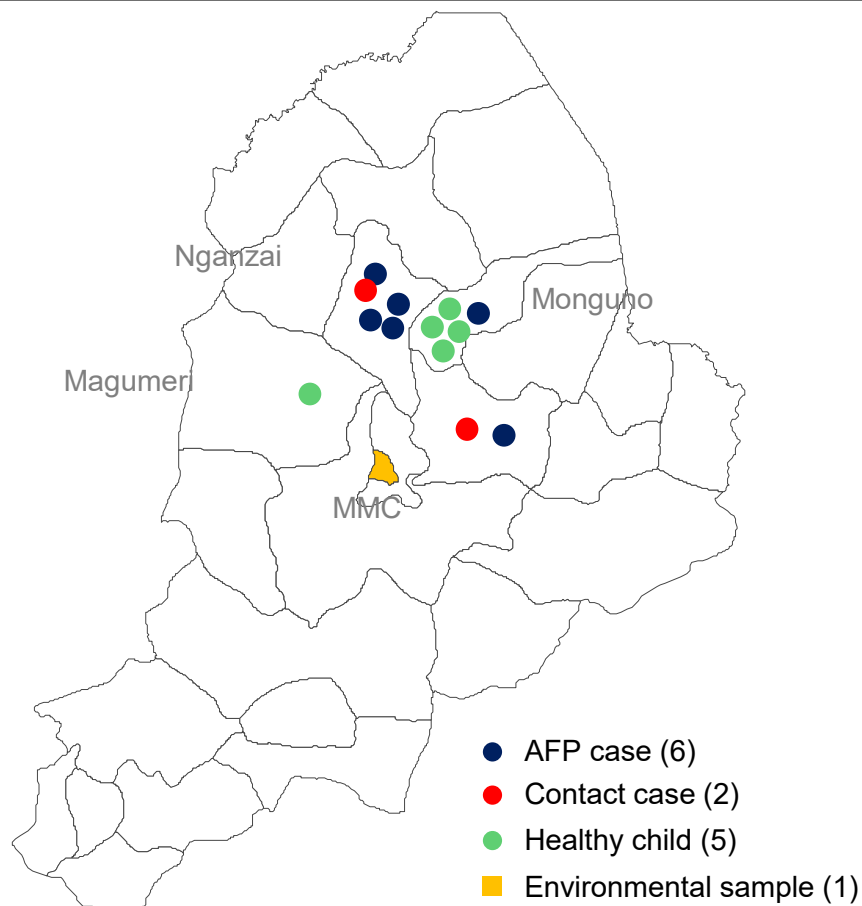 Nganzai
Monguno
Magumeri
MMC
AFP case (6)
Contact case (2)
Healthy child (5)
Environmental sample (1)